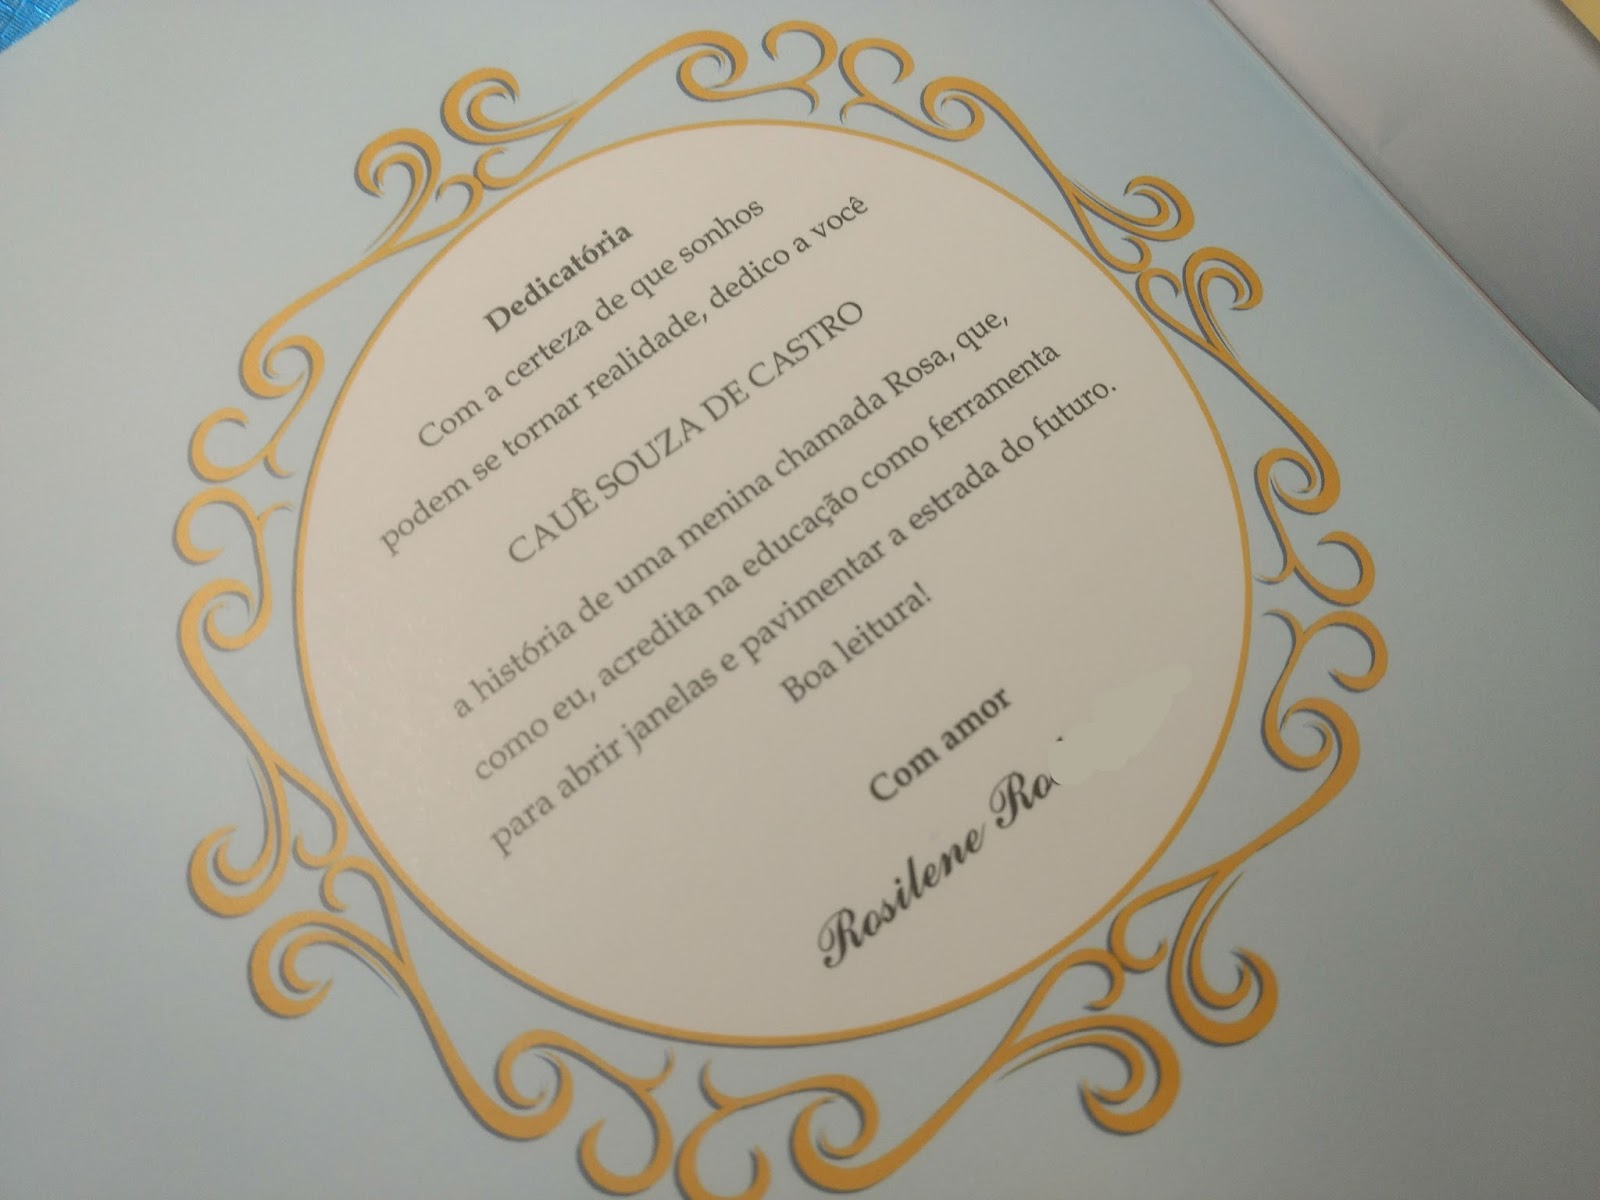 Dedicatória
Com a certeza de que sonhos
podem se tornar realidade, dedico a você
CAUÊ SOUZA DE CASTRO
a história de uma menina chamada Rosa, que,
como eu, acredita na educação como ferramenta
para abrir janelas e pavimentar a estrada do futuro.
Boa leitura!
Com amor
Rosilene